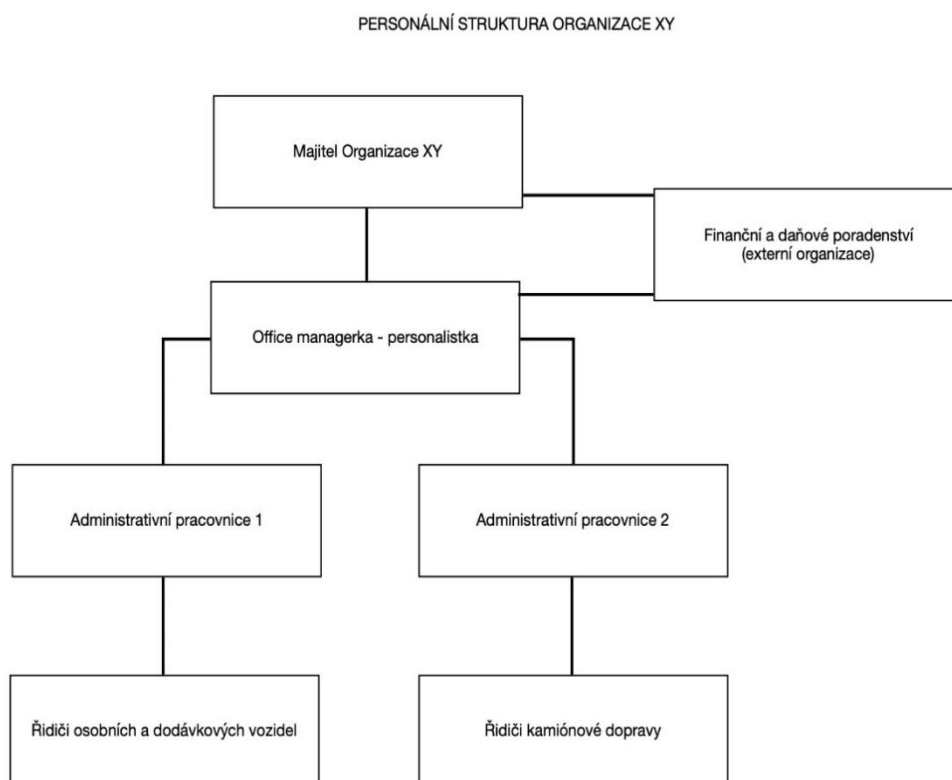 PERSONÁLNÍ STRUKTURA ORGANIZACE XY
Majitel Organizace XY
Finanční a daňové poradenství
(externí organizace)
Office managerka - personalistka
Administrativní pracovnice 1
Administrativní pracovnice 2
Řidiči osobních a dodávkových vozidel
Řidiči kamiónové dopravy